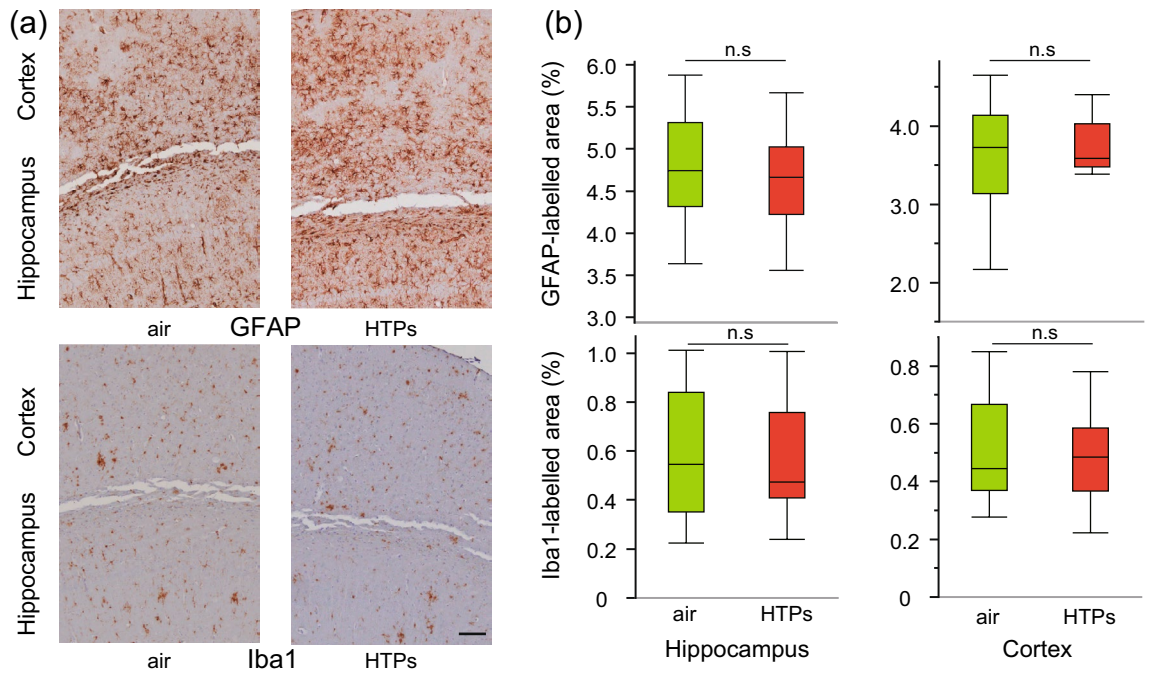 (a)
Cortex
Hippocampus
air GFAP HTPs
Cortex
Hippocampus
air Iba1 HTPs
(b)
GFAP-labelled area (%)
n.s
6.0
5.5
5.0
4.5
4.0
3.5
3.0
n.s
4.0
3.0
2.0
Iba1-labelled area (%)
n.s
1.0
0.8
0.6
0.4
0.2
0
air HTPs
Hippocampus
n.s
0.8
0.6
0.4
0.2
0
air HTPs
Cortex